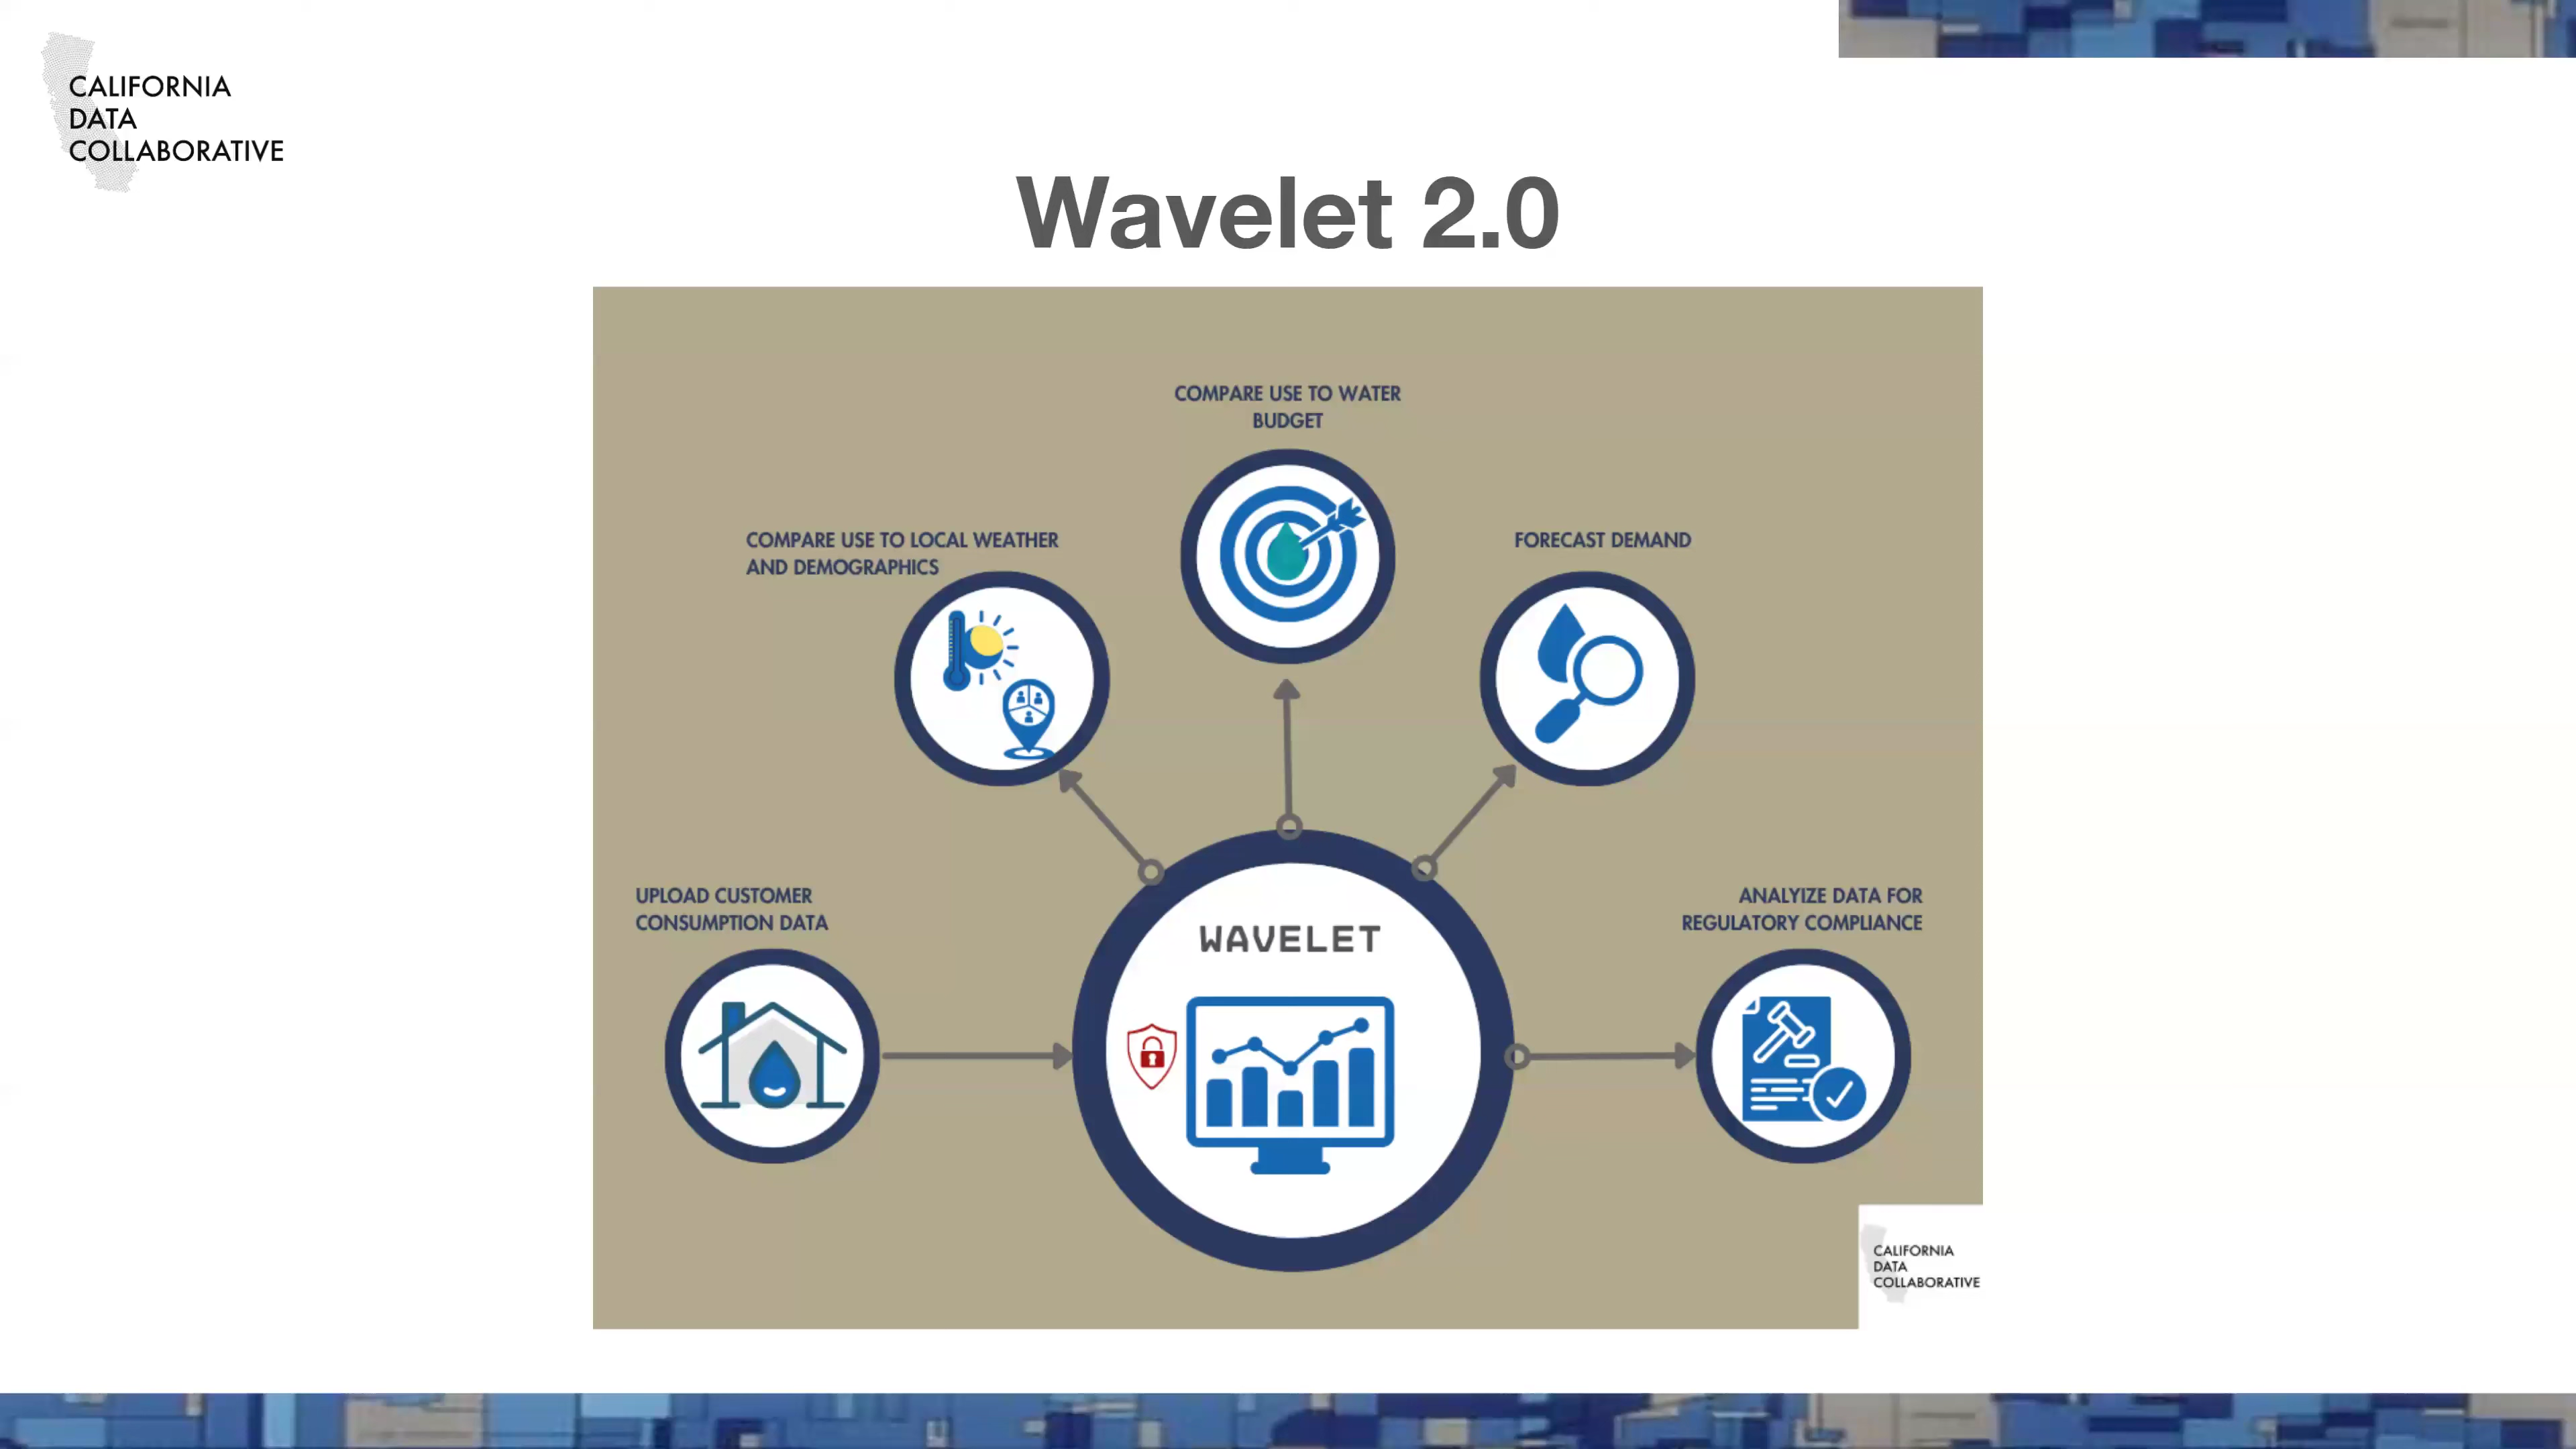 CALIFORNIA
DATA
COLLABORATIVE
Wavelet 2.0
COMPARE USE TO WATER
BUDGET
COMPARE USE TO LOCAL WEATHER
AND DEMOGRAPHICS
FORECAST DEMAND
UPLOAD CUSTOMER
CONSUMPTION DATA
WAVELET
ANALYIZE DATA FOR
REGULATORY COMPLIANCE
CALIFORNIA
DATA
COLLABORATIVE